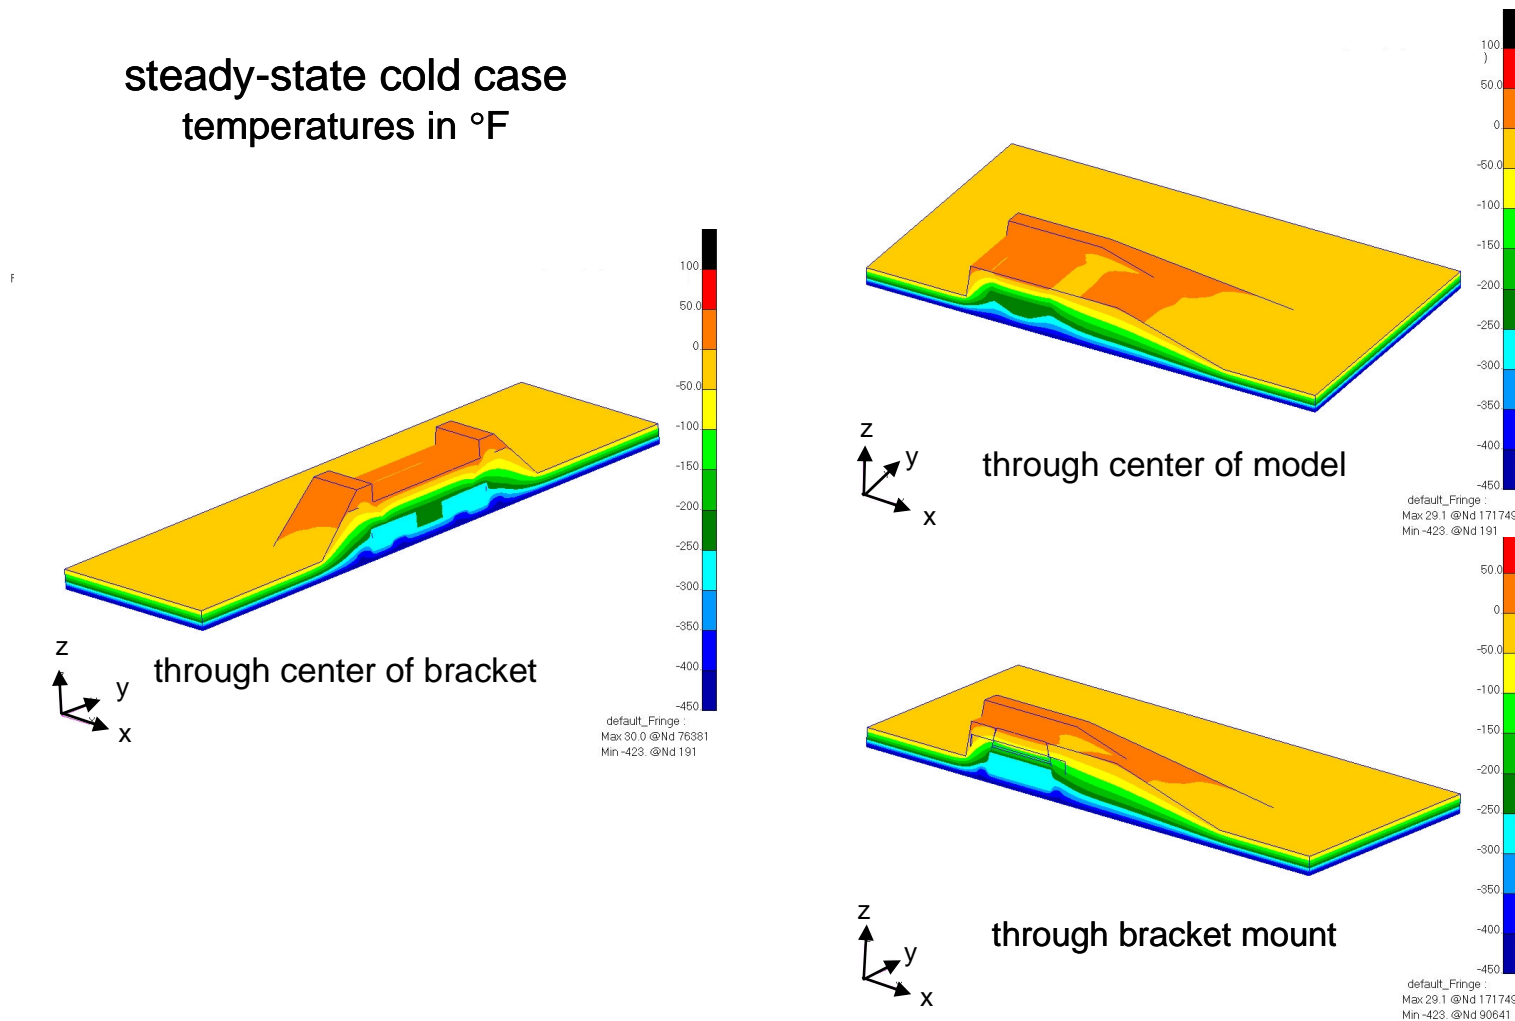 steady-state cold case
temperatures in °F
F
100.
50.0
0.
-50.0
-100.
-150.
-200.
-250.
-300.
-350.
-400.
-450.
default_Fringe :
Max 30.0 @Nd 76381
Min -423. @Nd 191
z
y
x
through center of bracket
100.
)
50.0
0.
-50.0
-100.
-150.
-200.
-250.
-300.
-350.
-400.
-450.
default_Fringe :
Max 29.1 @Nd 171749
Min -423. @Nd 191
z
y
x
through center of model
50.0
0.
-50.0
-100.
-150.
-200.
-250.
-300.
-350.
-400.
-450.
default_Fringe :
Max 29.1 @Nd 171749
Min -423. @Nd 90641
z
y
x
through bracket mount